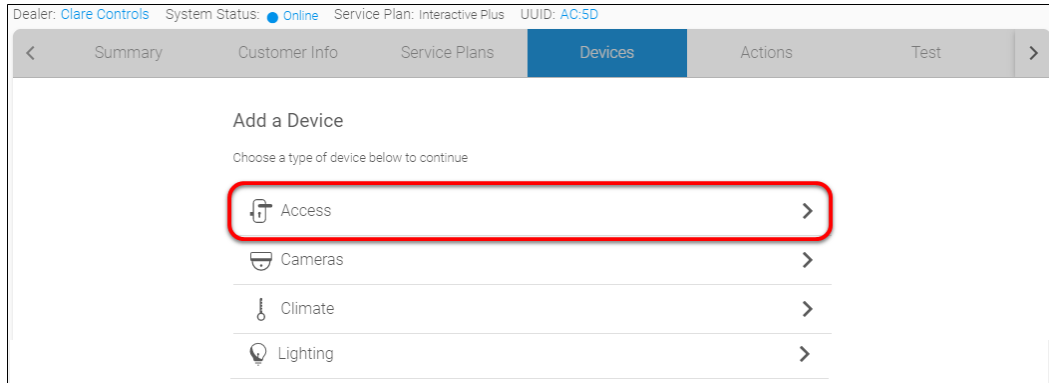 Dealer: Clare Controls System Status: Online Service Plan: Interactive Plus UUID: AC:5D
Summary Customer Info Service Plans Devices Actions Test
Add a Device
Choose a type of device below to continue
Access
Cameras
Climate
Lighting